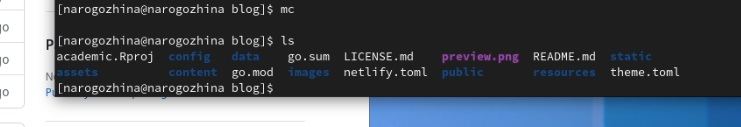 [narogozhina@narogozhina blog]$ mc
[narogozhina@narogozhina blog]$ ls
academic.Rproj config data go.sum LICENSE.md preview.png README.md static
assets content go.mod images netlify.toml public resources theme.toml
[narogozhina@narogozhina blog]$
go
go
go
P